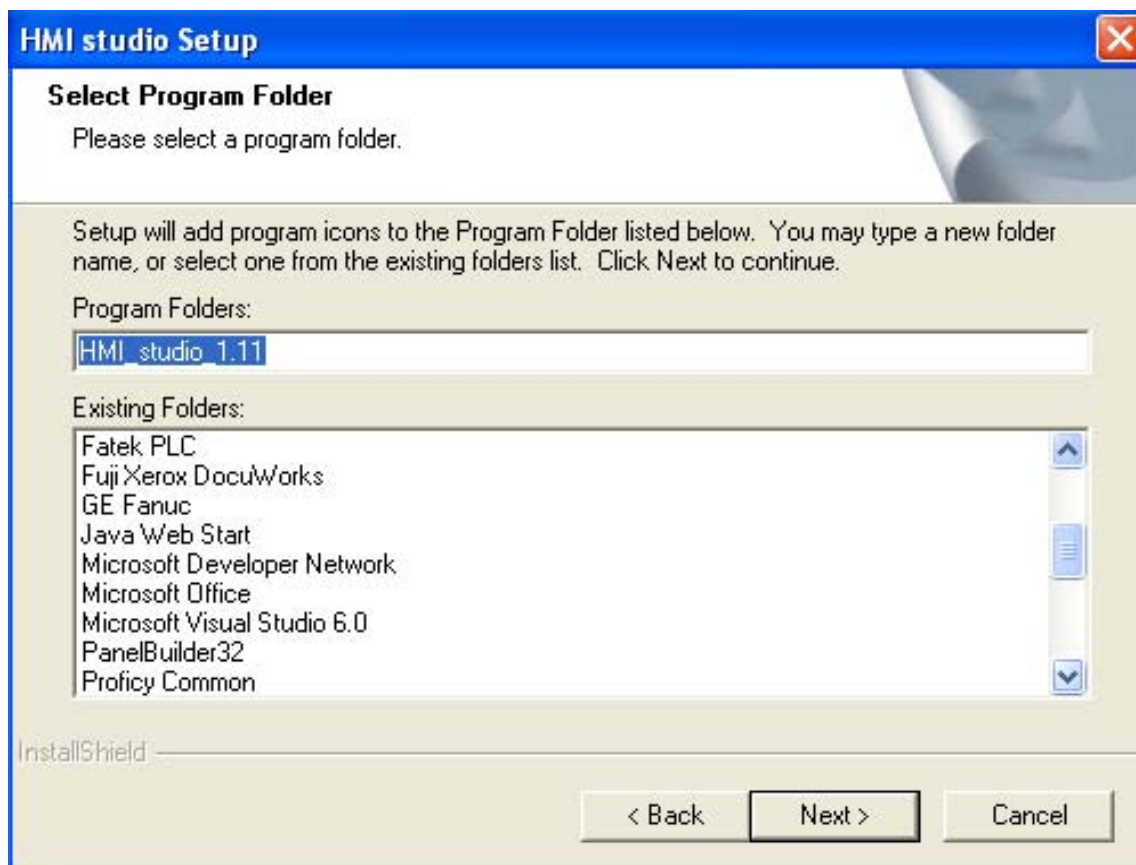 HMI studio Setup
Select Program Folder
Please select a program folder.
Setup will add program icons to the Program Folder listed below.  You may type a new folder
name, or select one from the existing folders list.  Click Next to continue.
Program Folders:
HMI_studio_1.11
Existing Folders:
Fatek PLC
Fuji Xerox DocuWorks
GE Fanuc
Java Web Start
Microsoft Developer Network
Microsoft Office
Microsoft Visual Studio 6.0
PanelBuilder32
Proficy Common
InstallShield
< Back
Next >
Cancel